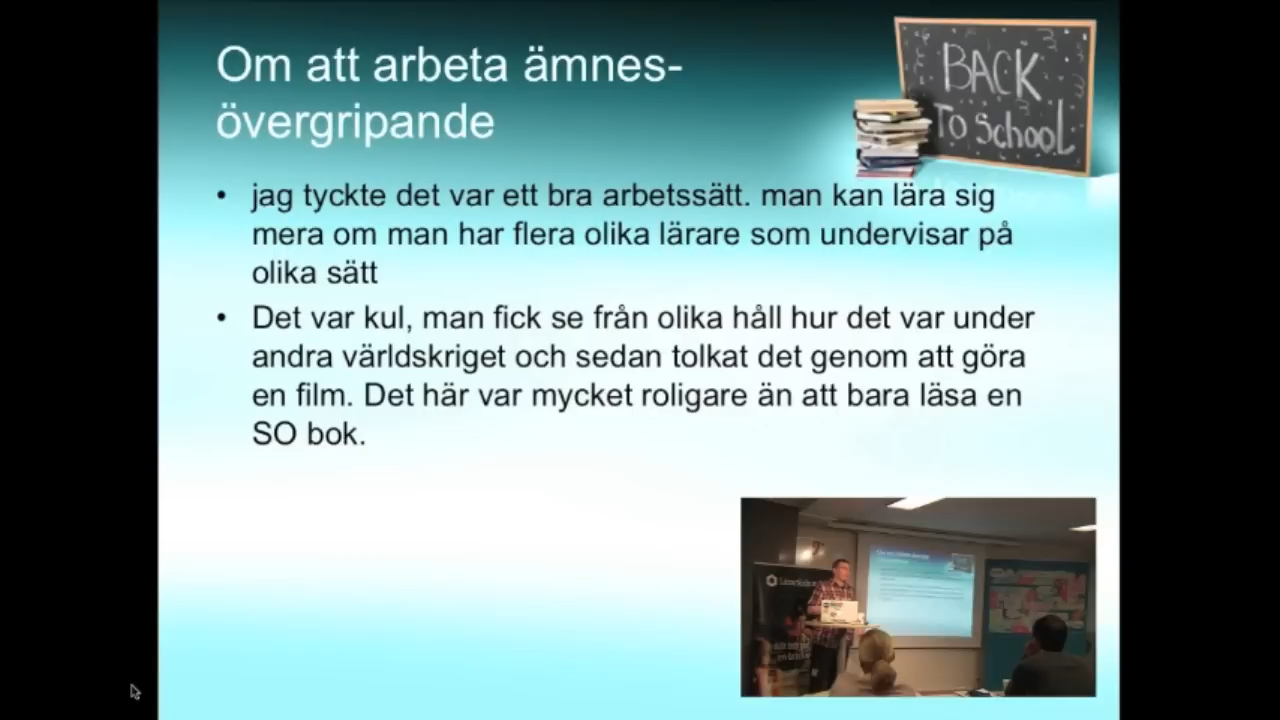 Om att arbeta ämnes-
övergripande
BACK
To School
• jag tyckte det var ett bra arbetssätt. man kan lära sig
mera om man har flera olika lärare som undervisar på
olika sätt
• Det var kul, man fick se från olika håll hur det var under
andra världskriget och sedan tolkat det genom att göra
en film. Det här var mycket roligare än att bara läsa en
SO bok.